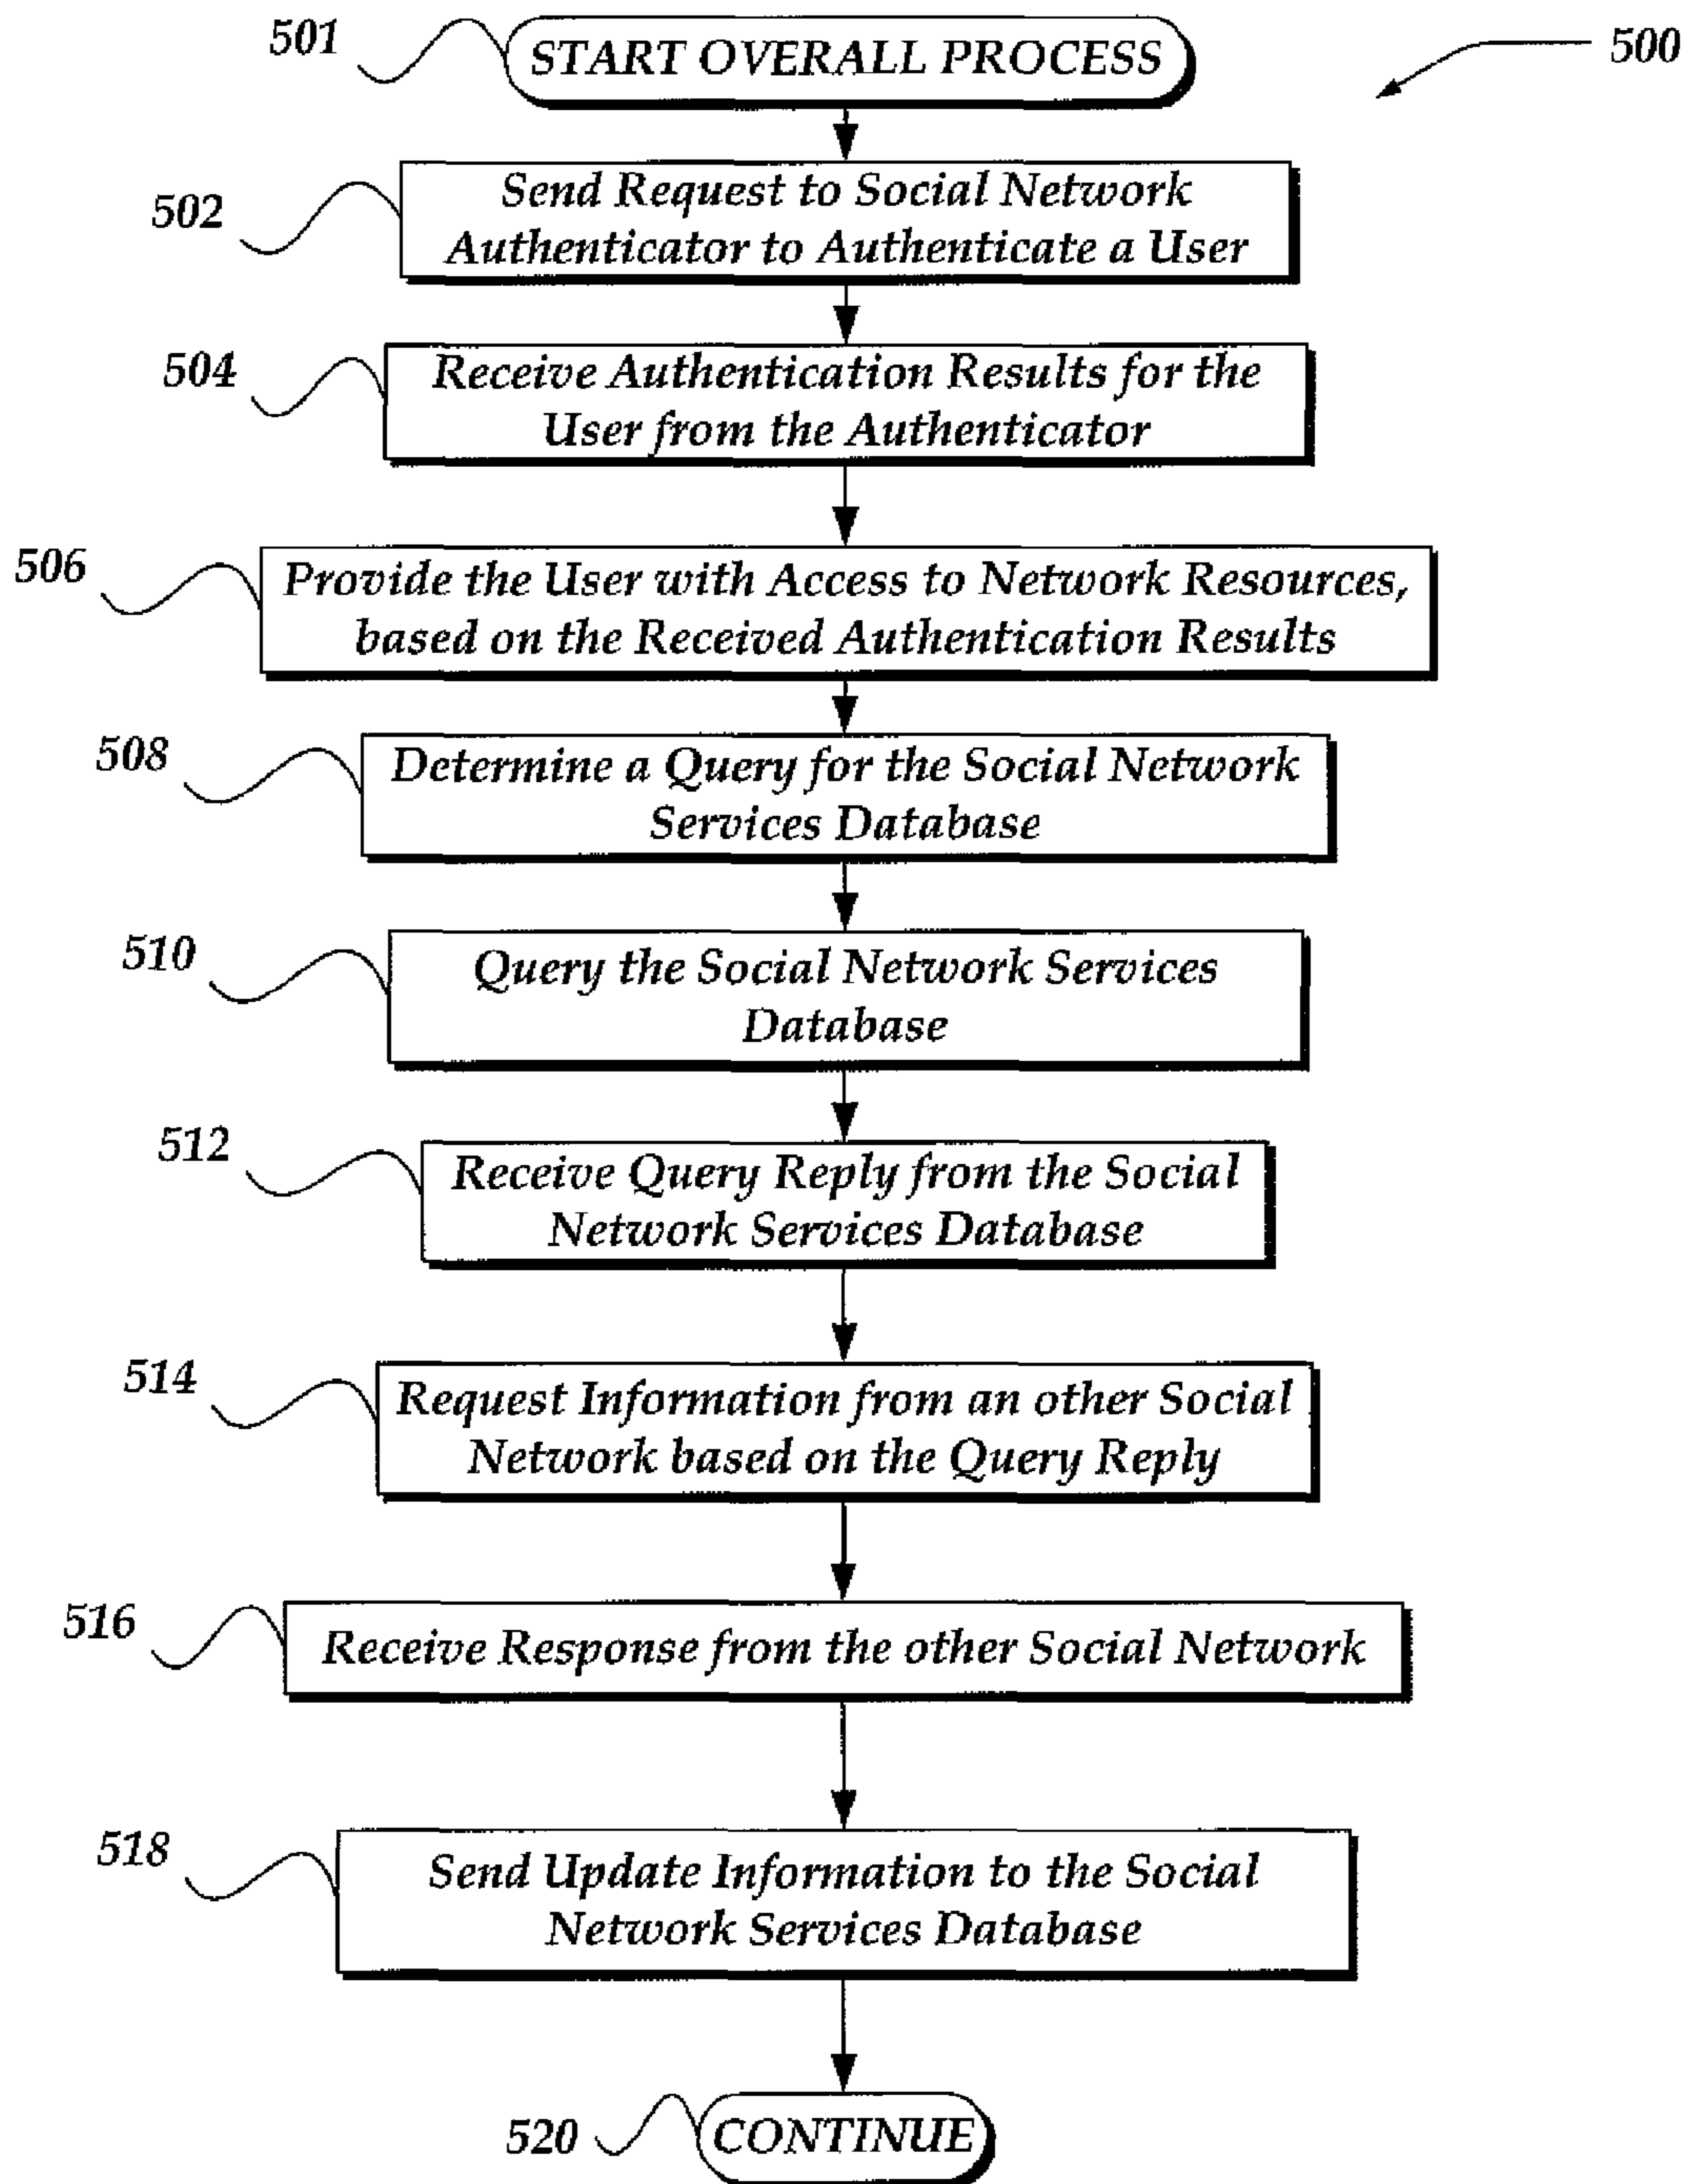 501
START OVERALL PROCESS
500
502
Send Request to Social Network
Authenticator to Authenticate a User
504
Receive Authentication Results for the
User from the Authenticator
506
Provide the User with Access to Network Resources,
based on the Received Authentication Results
508
Determine a Query for the Social Network
Services Database
510
Query the Social Network Services
Database
512
Receive Query Reply from the Social
Network Services Database
514
Request Information from an other Social
Network based on the Query Reply
516
Receive Response from the other Social Network
518
Send Update Information to the Social
Network Services Database
520
CONTINUE